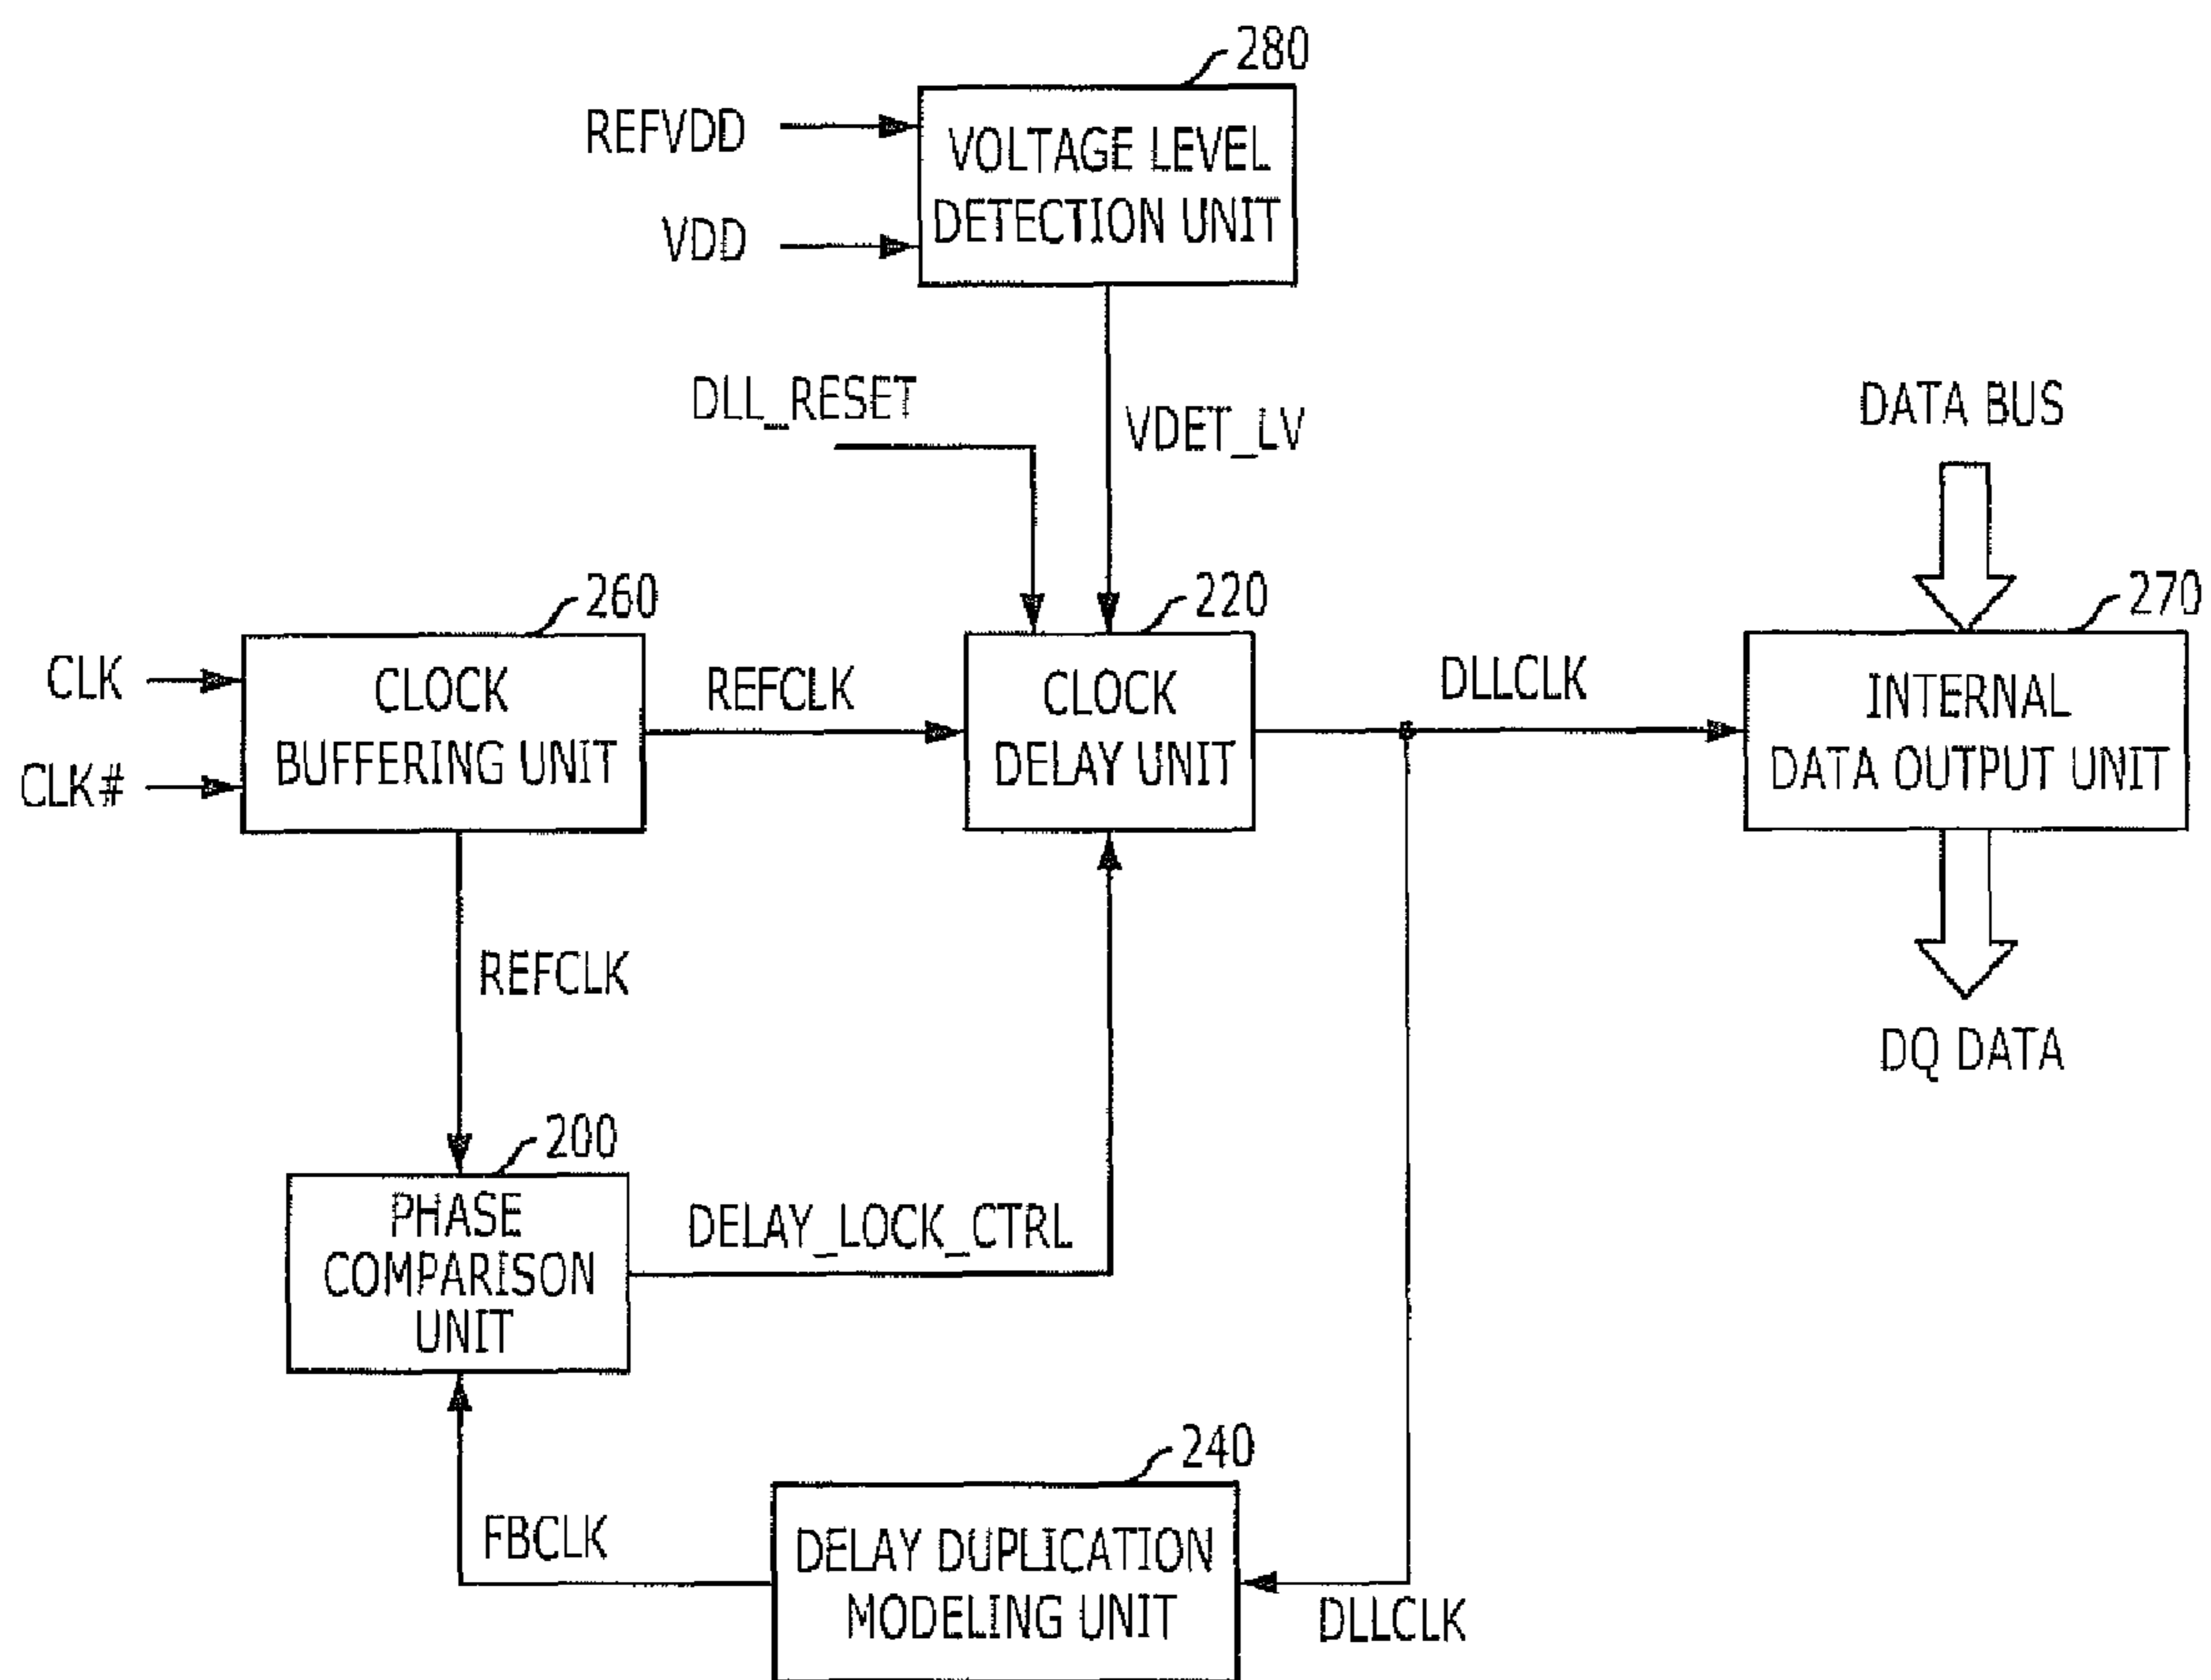 280
REFVDD
VOLTAGE LEVEL
DETECTION UNIT
VDD
DLL_RESET
VDET_LV
DATA BUS
260
220
270
CLK
CLOCK
BUFFERING UNIT
CLK#
REFCLK
CLOCK
DELAY UNIT
DLLCLK
INTERNAL
DATA OUTPUT UNIT
REFCLK
DQ DATA
200
PHASE
COMPARISON
UNIT
DELAY_LOCK_CTRL
240
FBCLK
DELAY DUPLICATION
MODELING UNIT
DLLCLK